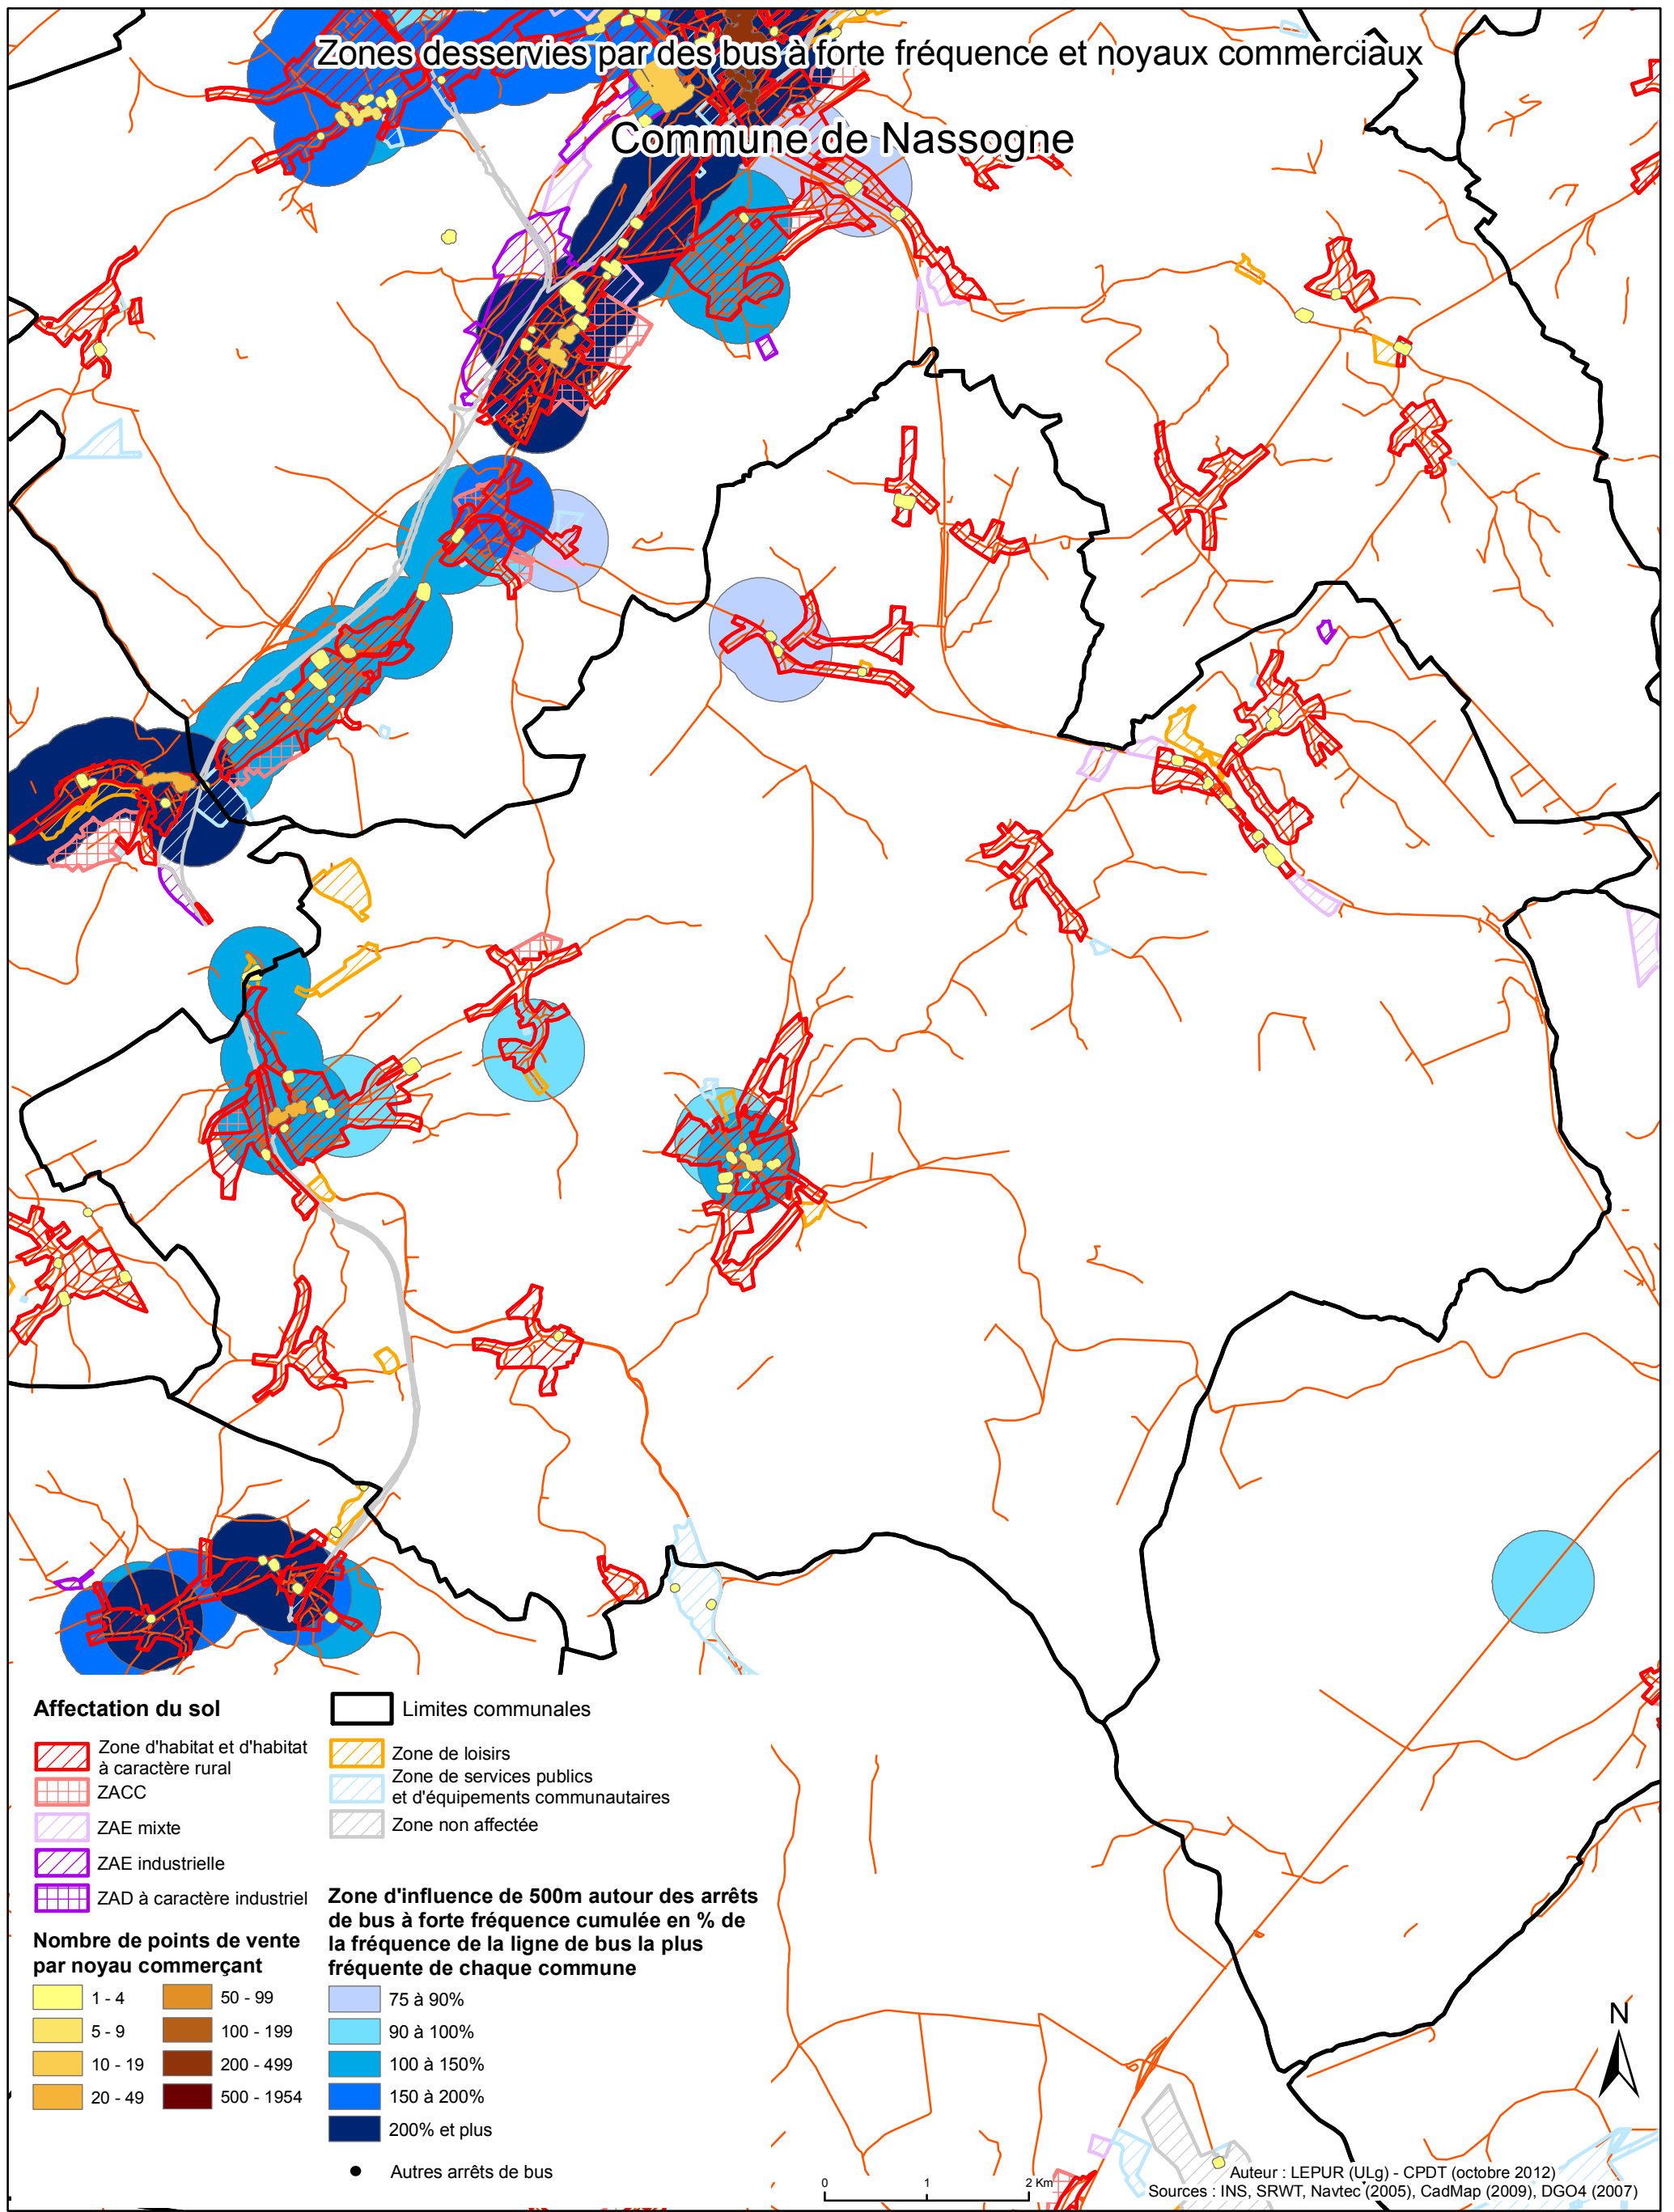 Zones desservies par des bus à forte fréquence et noyaux commerciaux
Commune de Nassogne
Affectation du sol
Zone d'habitat et d'habitat
à caractère rural
ZACC
ZAE mixte
ZAE industrielle
ZAD à caractère industriel
Limites communales
Zone de loisirs
Zone de services publics
et d'équipements communautaires
Zone non affectée
Nombre de points de vente
par noyau commerçant
1 - 4
5 - 9
10 - 19
20 - 49
50 - 99
100 - 199
200 - 499
500 - 1954
Zone d'influence de 500m autour des arrêts
de bus à forte fréquence cumulée en % de
la fréquence de la ligne de bus la plus
fréquente de chaque commune
75 à 90%
90 à 100%
100 à 150%
150 à 200%
200% et plus
Autres arrêts de bus
0 1 2 Km
N
Auteur : LEPUR (ULg) - CPDT (octobre 2012)
Sources : INS, SRWT, Navtec (2005), CadMap (2009), DGO4 (2007)